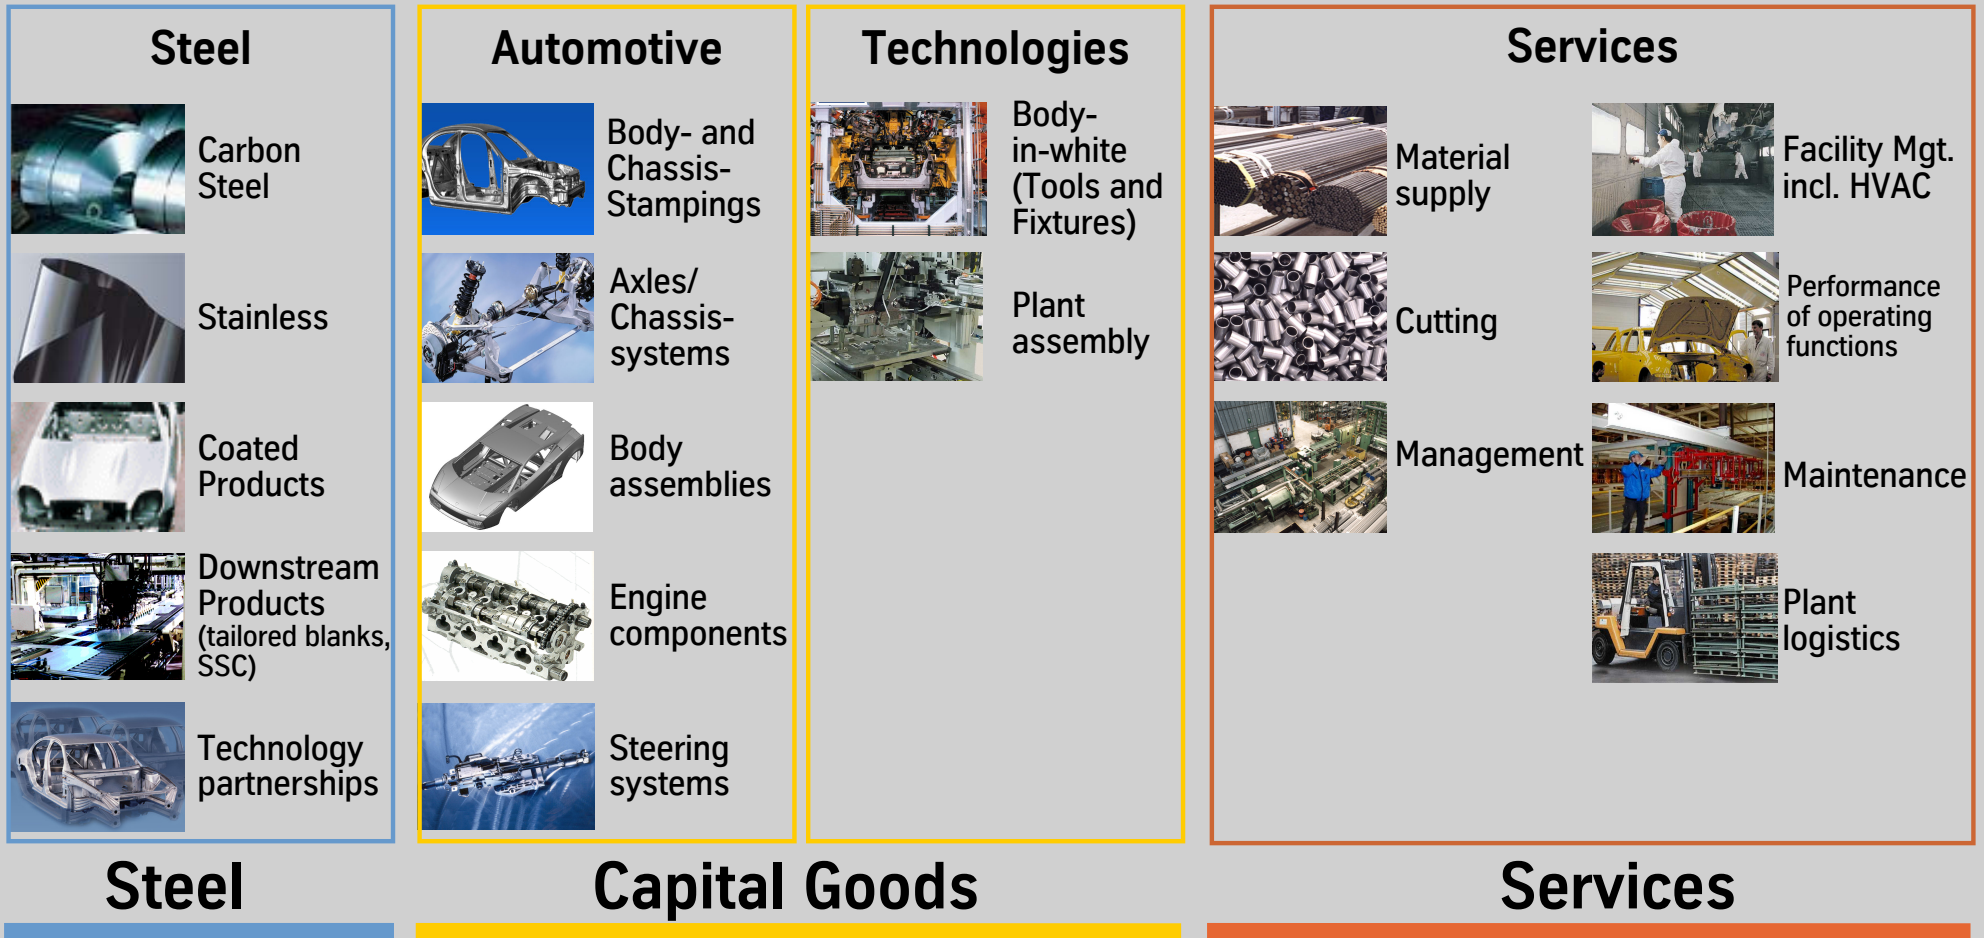 Steel
Carbon
Steel
Stainless
Coated
Products
Downstream
Products
(tailored blanks,
SSC)
Technology
partnerships
Automotive
Body- and
Chassis-
Stampings
Axles/
Chassis-
systems
Body
assemblies
Engine
components
Steering
systems
Technologies
Body-
in-white
(Tools and
Fixtures)
Plant
assembly
Services
Material
supply
Cutting
Management
Facility Mgt.
incl. HVAC
Performance
of operating
functions
Maintenance
Plant
logistics
Steel
Capital Goods
Services